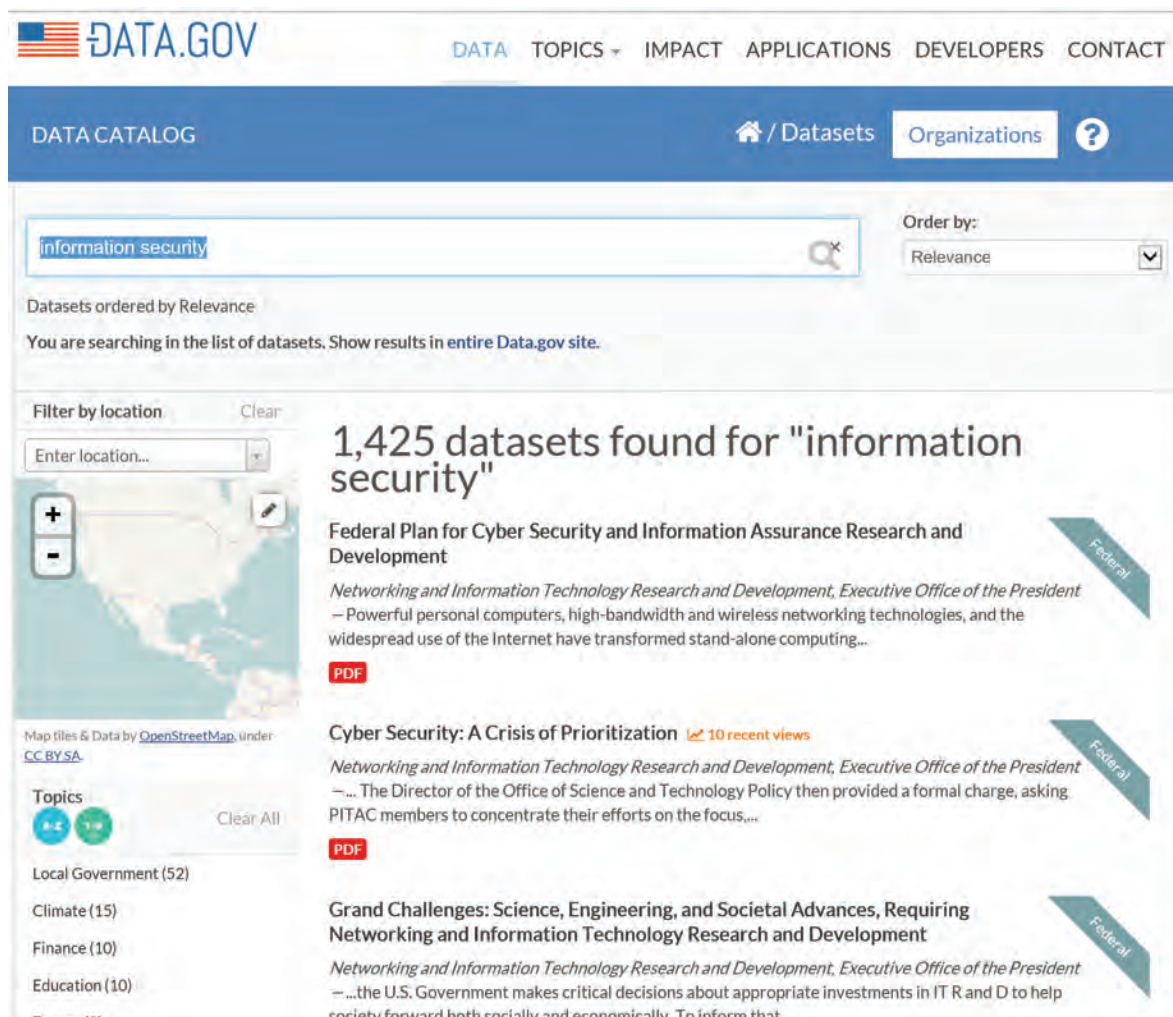 DATA.GOV
DATA TOPICS IMPACT APPLICATIONS DEVELOPERS CONTACT
DATA CATALOG
/ Datasets Organizations ?
information security
Order by:
Relevance
Datasets ordered by Relevance
You are searching in the list of datasets. Show results in entire Data.gov site.
Filter by location Clear
Enter location...
+
-
Map tiles & Data by OpenStreetMap, under
CC BY SA.
Topics
Clear All
Local Government (52)
Climate (15)
Finance (10)
Education (10)
1,425 datasets found for "information
security"
Federal Plan for Cyber Security and Information Assurance Research and
Development
Federal
Networking and Information Technology Research and Development, Executive Office of the President
— Powerful personal computers, high-bandwidth and wireless networking technologies, and the
widespread use of the Internet have transformed stand-alone computing...
PDF
Cyber Security: A Crisis of Prioritization 10 recent views
Federal
Networking and Information Technology Research and Development, Executive Office of the President
—... The Director of the Office of Science and Technology Policy then provided a formal charge, asking
PITAC members to concentrate their efforts on the focus,...
PDF
Grand Challenges: Science, Engineering, and Societal Advances, Requiring
Networking and Information Technology Research and Development
Federal
Networking and Information Technology Research and Development, Executive Office of the President
—...the U.S. Government makes critical decisions about appropriate investments in IT R and D to help
society forward both socially and economically. To inform that